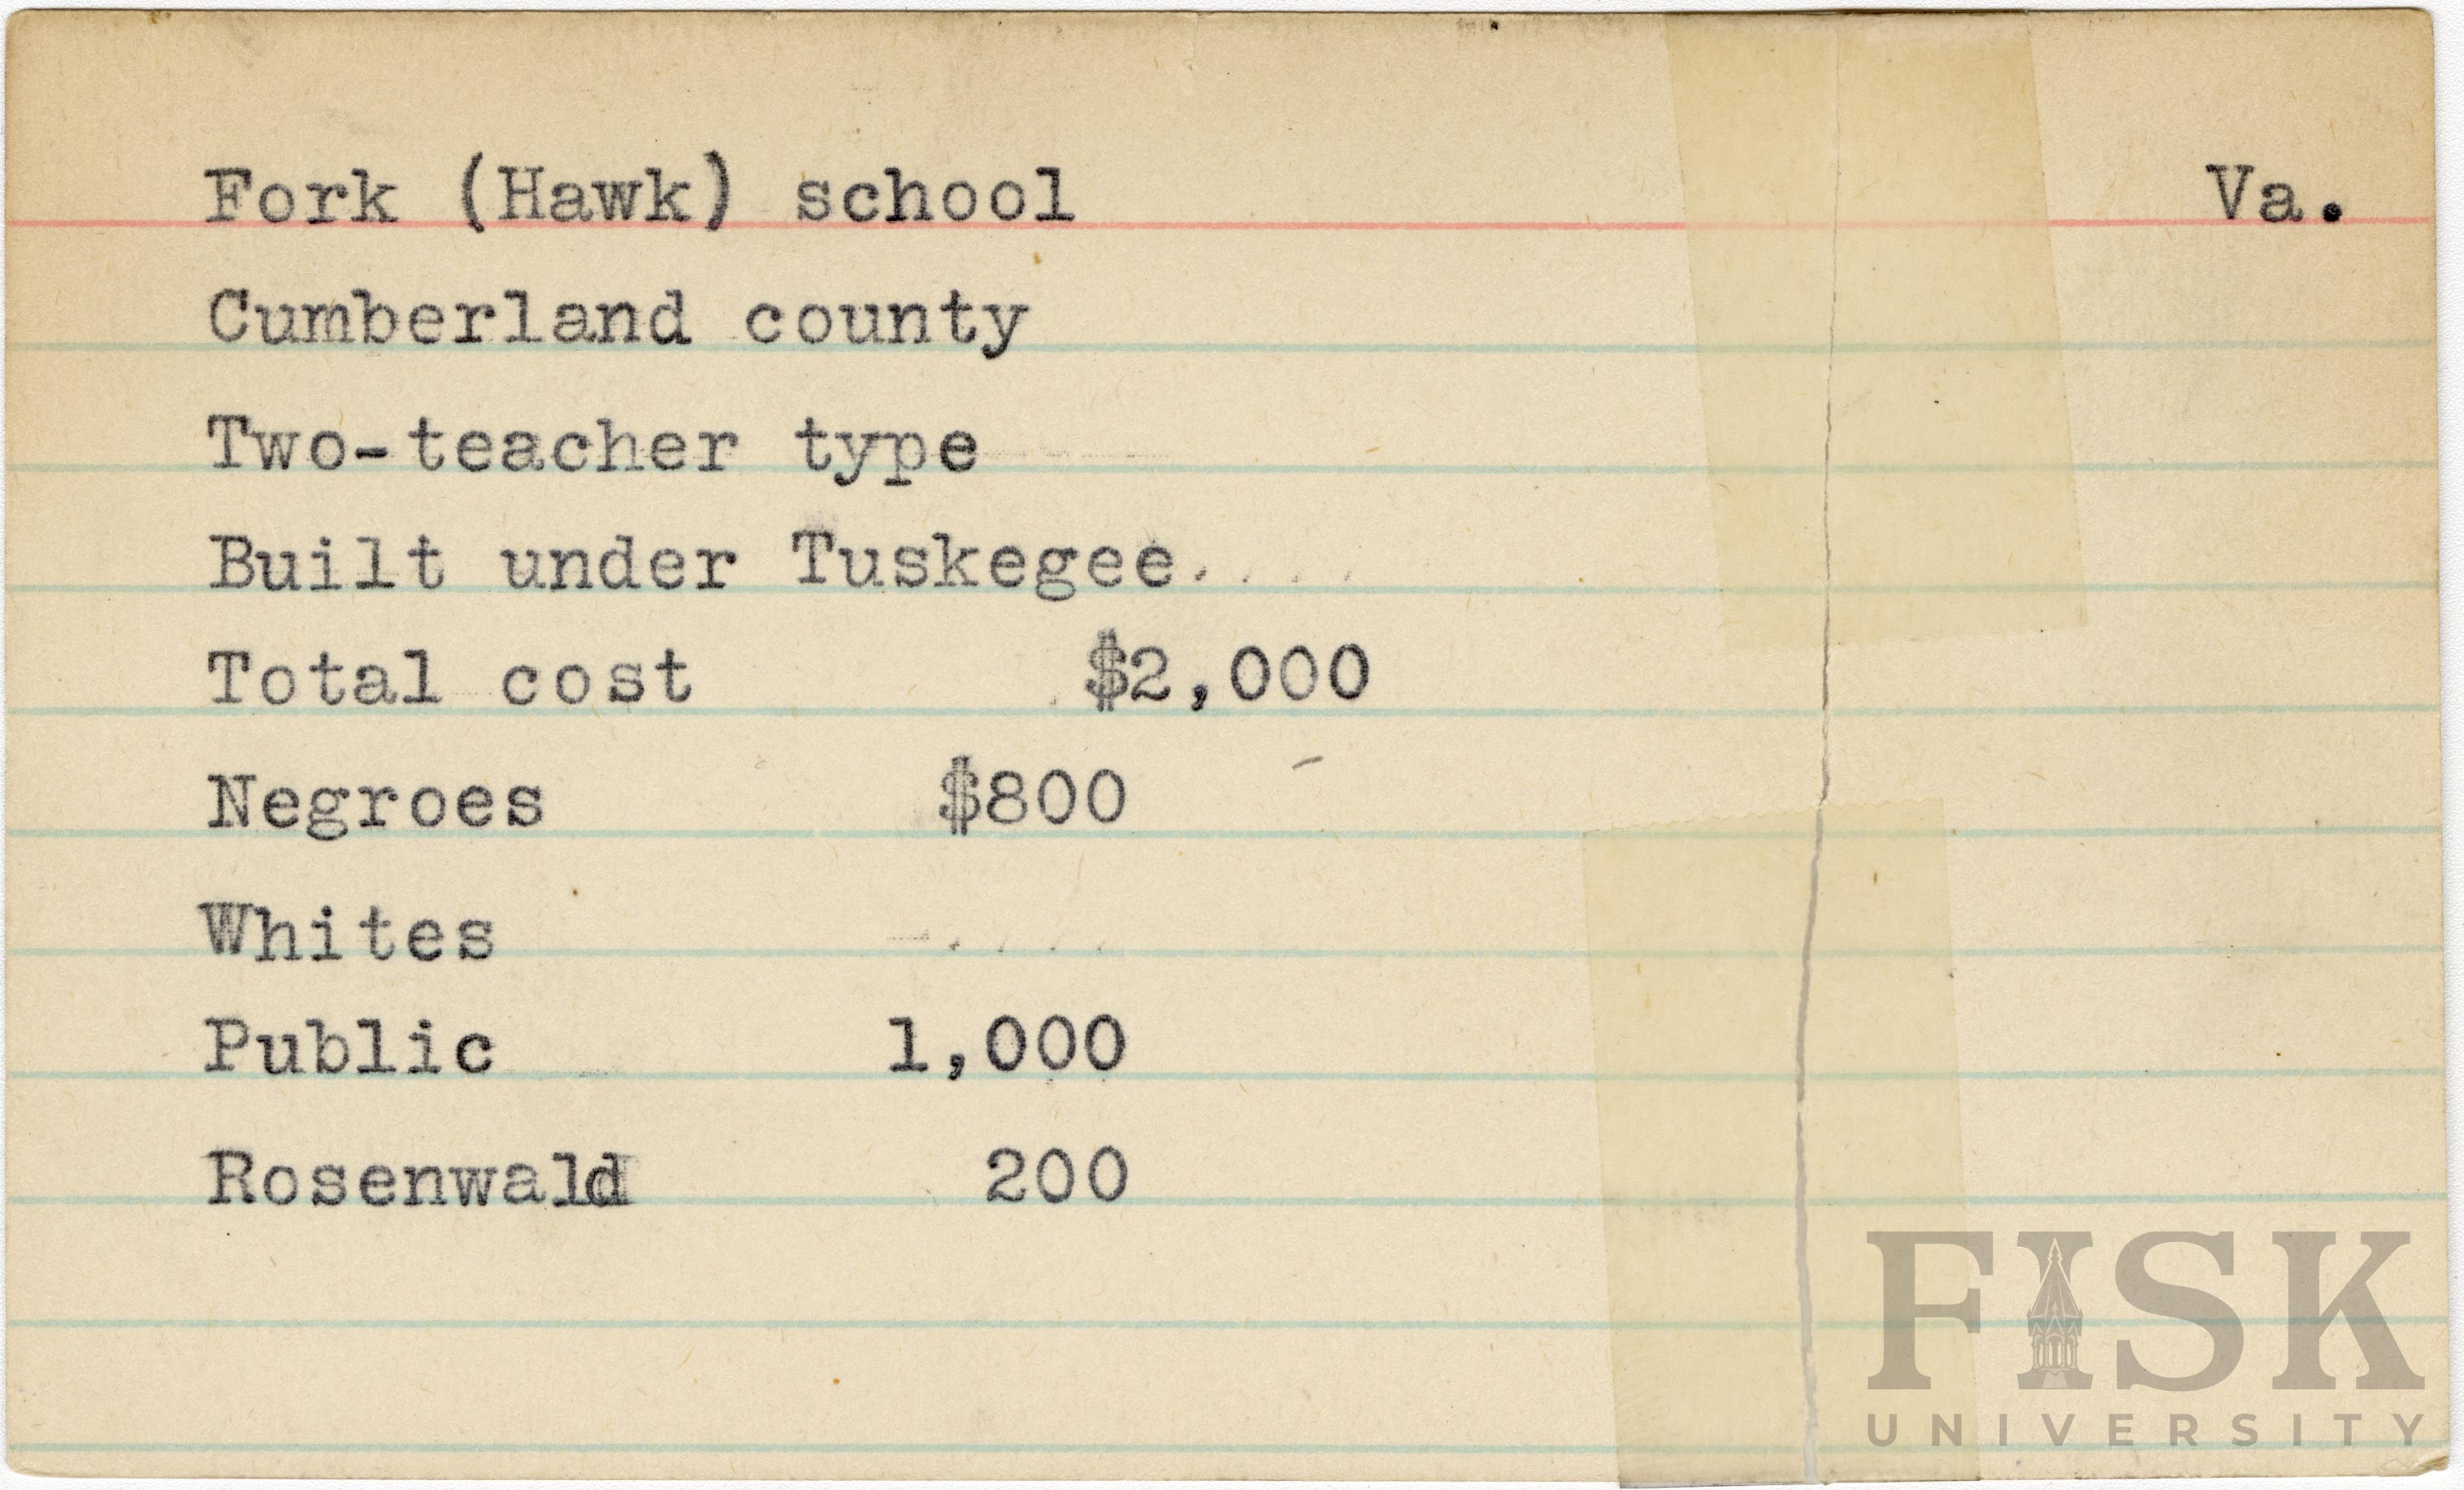 Fork (Hawk) school Va.
Cumberland county
Two-teacher type
Built under Tuskegee....
Total cost $2,000
Negroes $800
Whites ....
Public 1,000
Rosenwald 200
FISK
UNIVERSITY